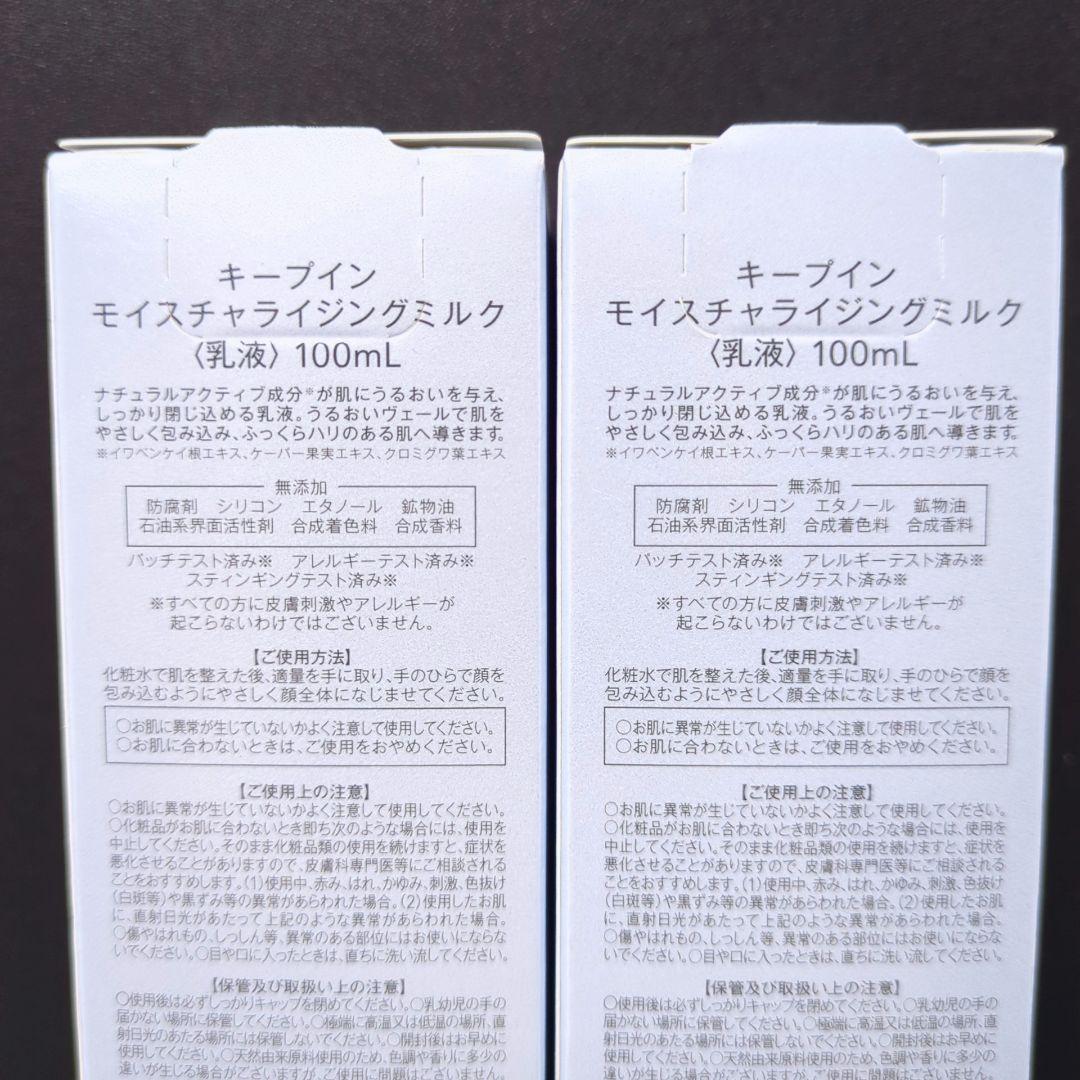 キープイン
モイスチャライジングミルク
〈乳液〉100mL
ナチュラルアクティブ成分※が肌にうるおいを与え、
しっかり閉じ込める乳液。うるおいヴェールで肌を
やさしく包み込み、ふっくらハリのある肌へ導きます。
※イワベンケイ根エキス、ケーパー果実エキス、クロミグワ葉エキス
無添加
防腐剤 シリコン エタノール 鉱物油
石油系界面活性剤 合成着色料 合成香料
パッチテスト済み※ アレルギーテスト済み※
スティンギングテスト済み※
※すべての方に皮膚刺激やアレルギーが
起こらないわけではございません。
【ご使用方法】
化粧水で肌を整えた後、適量を手に取り、手のひらで顔を
包み込むようにやさしく顔全体になじませてください。
○お肌に異常が生じていないかよく注意して使用してください。
○お肌に合わないときは、ご使用をおやめください。
【ご使用上の注意】
○お肌に異常が生じていないかよく注意して使用してください。
○化粧品がお肌に合わないとき即ち次のような場合には、使用を
中止してください。そのまま化粧品類の使用を続けますと、症状を
悪化させることがありますので、皮膚科専門医等にご相談される
ことをおすすめします。(1)使用中、赤み、はれ、かゆみ、刺激、色抜け
(白斑等)や黒ずみ等の異常があらわれた場合。(2)使用したお肌
に、直射日光があたって上記のような異常があらわれた場合。
○傷やはれもの、しっしん等、異常のある部位にはお使いにならな
いでください。○目や口に入ったときは、直ちに洗い流してください。
【保管及び取扱い上の注意】
○使用後は必ずしっかりキャップを閉めてください。○乳幼児の手の
届かない場所に保管してください。○極端に高温又は低温の場所、直
射日光のあたる場所には保管しないでください。○開封後はお早めに
使用してください。○天然由来原料使用のため、色調や香りに多少の
違いが生じる場合がございますが、ご使用に問題はございません。
キープイン
モイスチャライジングミルク
〈乳液〉100mL
ナチュラルアクティブ成分※が肌にうるおいを与え、
しっかり閉じ込める乳液。うるおいヴェールで肌を
やさしく包み込み、ふっくらハリのある肌へ導きます。
※イワベンケイ根エキス、ケーパー果実エキス、クロミグワ葉エキス
無添加
防腐剤 シリコン エタノール 鉱物油
石油系界面活性剤 合成着色料 合成香料
パッチテスト済み※ アレルギーテスト済み※
スティンギングテスト済み※
※すべての方に皮膚刺激やアレルギーが
起こらないわけではございません。
【ご使用方法】
化粧水で肌を整えた後、適量を手に取り、手のひらで顔を
包み込むようにやさしく顔全体になじませてください。
○お肌に異常が生じていないかよく注意して使用してください。
○お肌に合わないときは、ご使用をおやめください。
【ご使用上の注意】
○お肌に異常が生じていないかよく注意して使用してください。
○化粧品がお肌に合わないとき即ち次のような場合には、使用を
中止してください。そのまま化粧品類の使用を続けますと、症状を
悪化させることがありますので、皮膚科専門医等にご相談される
ことをおすすめします。(1)使用中、赤み、はれ、かゆみ、刺激、色抜け
(白斑等)や黒ずみ等の異常があらわれた場合。(2)使用したお肌
に、直射日光があたって上記のような異常があらわれた場合。
○傷やはれもの、しっしん等、異常のある部位にはお使いにならな
いでください。○目や口に入ったときは、直ちに洗い流してください。
【保管及び取扱い上の注意】
○使用後は必ずしっかりキャップを閉めてください。○乳幼児の手の
届かない場所に保管してください。○極端に高温又は低温の場所、直
射日光のあたる場所には保管しないでください。○開封後はお早めに
使用してください。○天然由来原料使用のため、色調や香りに多少の
違いが生じる場合がございますが、ご使用に問題はございません。